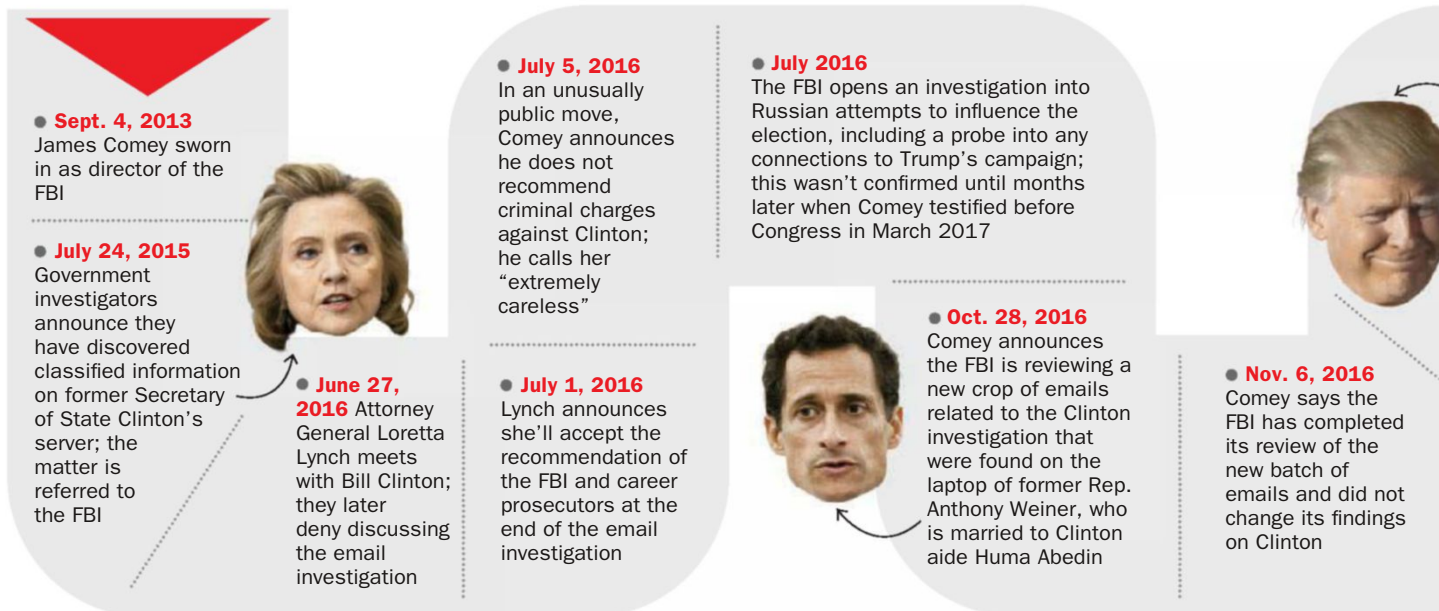 Sept. 4, 2013
James Comey sworn
in as director of the
FBI
July 24, 2015
Government
investigators
announce they
have discovered
classified information
on former Secretary
of State Clinton’s
server; the
matter is
referred to
the FBI
June 27,
2016 Attorney
General Loretta
Lynch meets
with Bill Clinton;
they later
deny discussing
the email
investigation
July 1, 2016
Lynch announces
she’ll accept the
recommendation of
the FBI and career
prosecutors at the
end of the email
investigation
July 5, 2016
In an unusually
public move,
Comey announces
he does not
recommend
criminal charges
against Clinton;
he calls her
“extremely
careless”
July 2016
The FBI opens an investigation into
Russian attempts to influence the
election, including a probe into any
connections to Trump’s campaign;
this wasn’t confirmed until months
later when Comey testified before
Congress in March 2017
Oct. 28, 2016
Comey announces
the FBI is reviewing a
new crop of emails
related to the Clinton
investigation that
were found on the
laptop of former Rep.
Anthony Weiner, who
is married to Clinton
aide Huma Abedin
Nov. 6, 2016
Comey says the
FBI has completed
its review of the
new batch of
emails and did not
change its findings
on Clinton